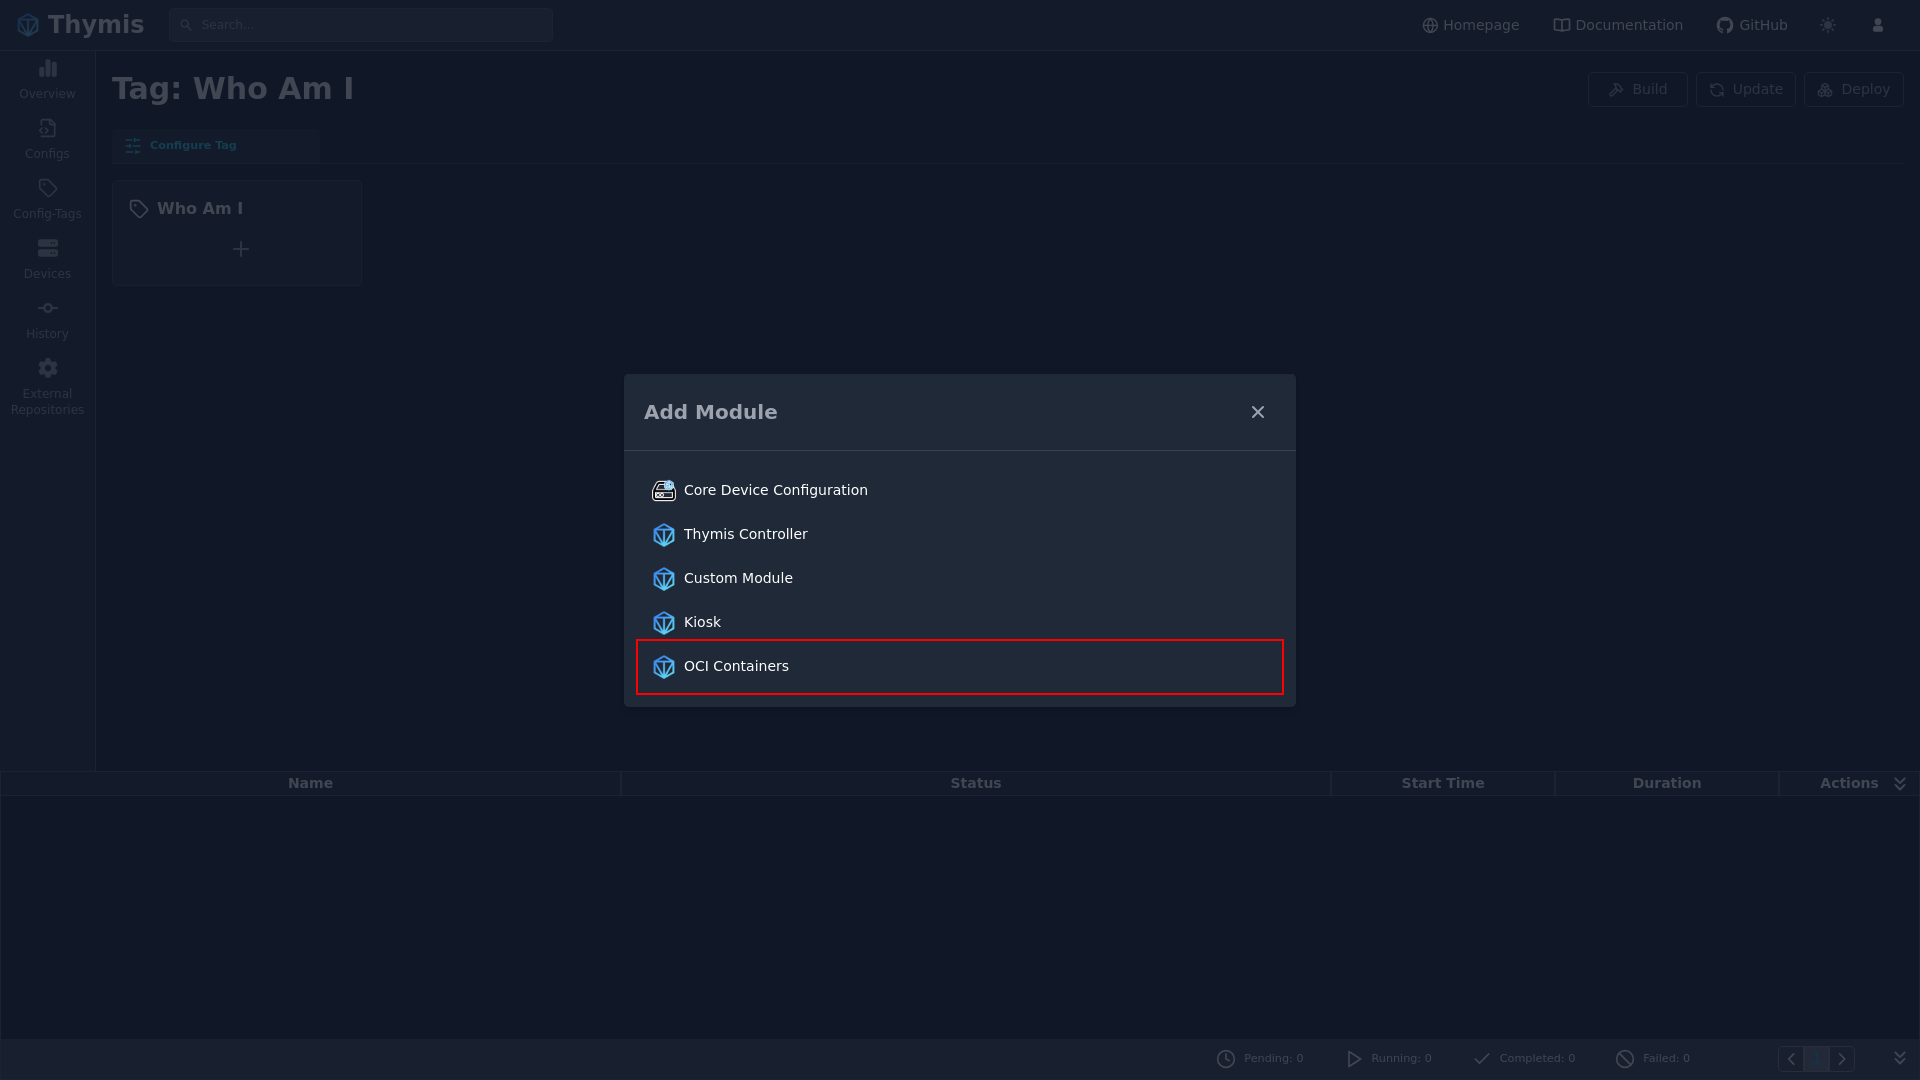 Thymis
Search...
Homepage
Documentation
GitHub
Overview
Configs
Config-Tags
Devices
History
External
Repositories
Tag: Who Am I
Build
Update
Deploy
Configure Tag
Who Am I
Add Module
Core Device Configuration
Thymis Controller
Custom Module
Kiosk
OCI Containers
Name
Status
Start Time
Duration
Actions
Pending: 0
Running: 0
Completed: 0
Failed: 0